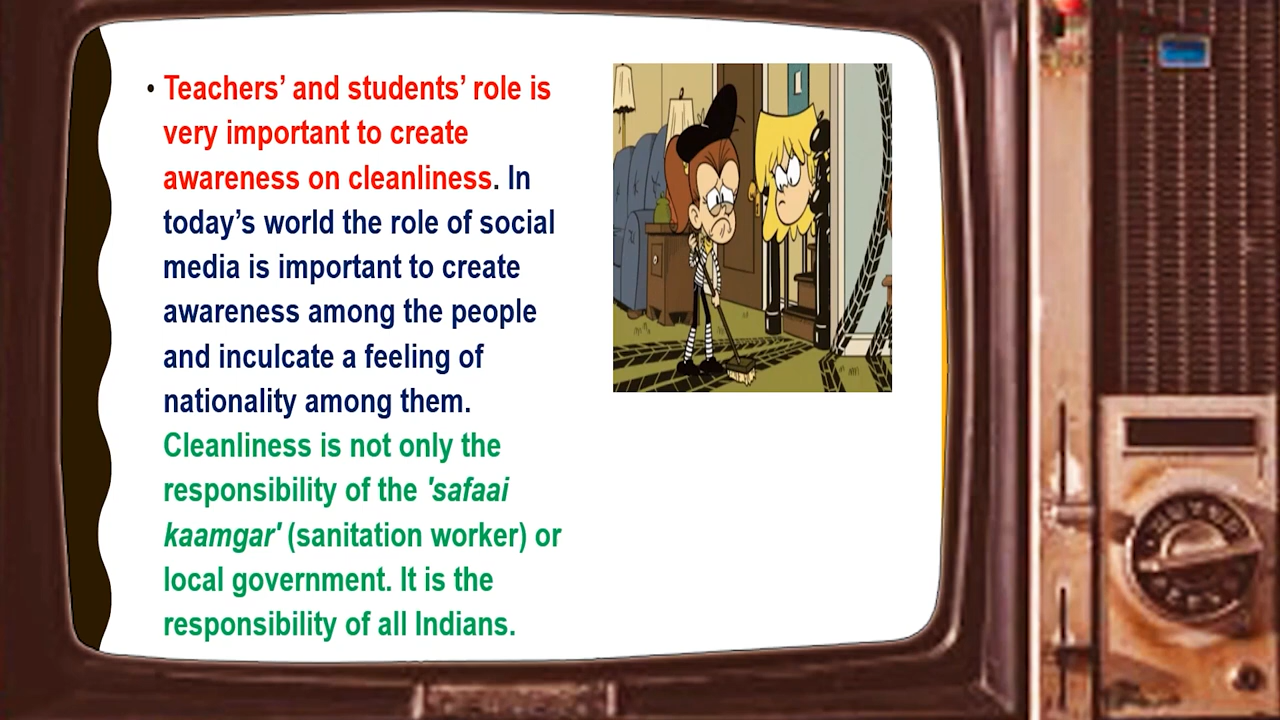 • Teachers’ and students’ role is
very important to create
awareness on cleanliness. In
today’s world the role of social
media is important to create
awareness among the people
and inculcate a feeling of
nationality among them.
Cleanliness is not only the
responsibility of the 'safaai
kaamgar' (sanitation worker) or
local government. It is the
responsibility of all Indians.